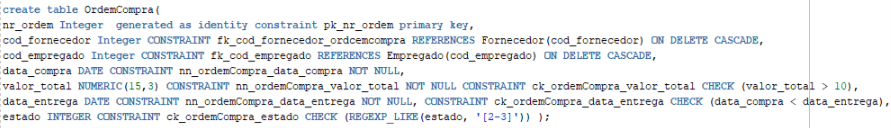 create table OrdemCompra(
nr_ordem Integer generated as identity constraint pk_nr_ordem primary key,
cod_fornecedor Integer CONSTRAINT fk_cod_fornecedor_ordcemcompra REFERENCES Fornecedor(cod_fornecedor) ON DELETE CASCADE,
cod_empregado Integer CONSTRAINT fk_cod_empregado REFERENCES Empregado(cod_empregado) ON DELETE CASCADE,
data_compra DATE CONSTRAINT nn_ordemCompra_data_compra NOT NULL,
valor_total NUMERIC(15,3) CONSTRAINT nn_ordemCompra_valor_total NOT NULL CONSTRAINT ck_ordemCompra_valor_total CHECK (valor_total > 10),
data_entrega DATE CONSTRAINT nn_ordemCompra_data_entrega NOT NULL, CONSTRAINT ck_ordemCompra_data_entrega CHECK (data_compra < data_entrega),
estado INTEGER CONSTRAINT ck_ordemCompra_estado CHECK (REGEXP_LIKE(estado, '[2-3]')) );